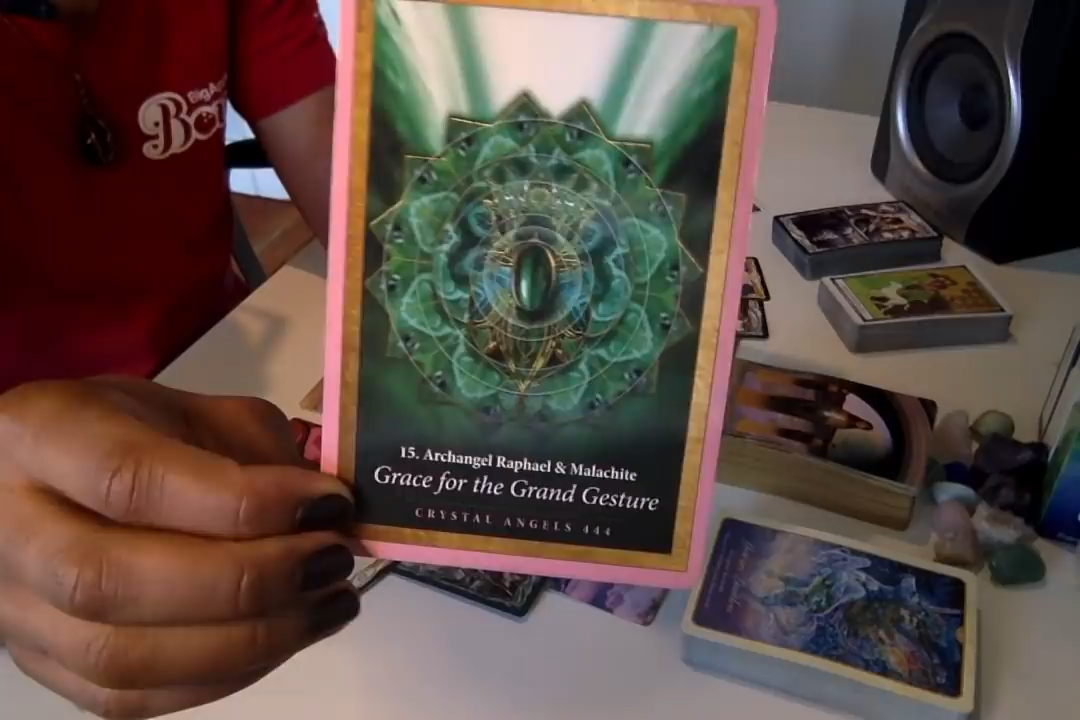 15. Archangel Raphael & Malachite
Grace for the Grand Gesture
CRYSTAL ANGELS 444